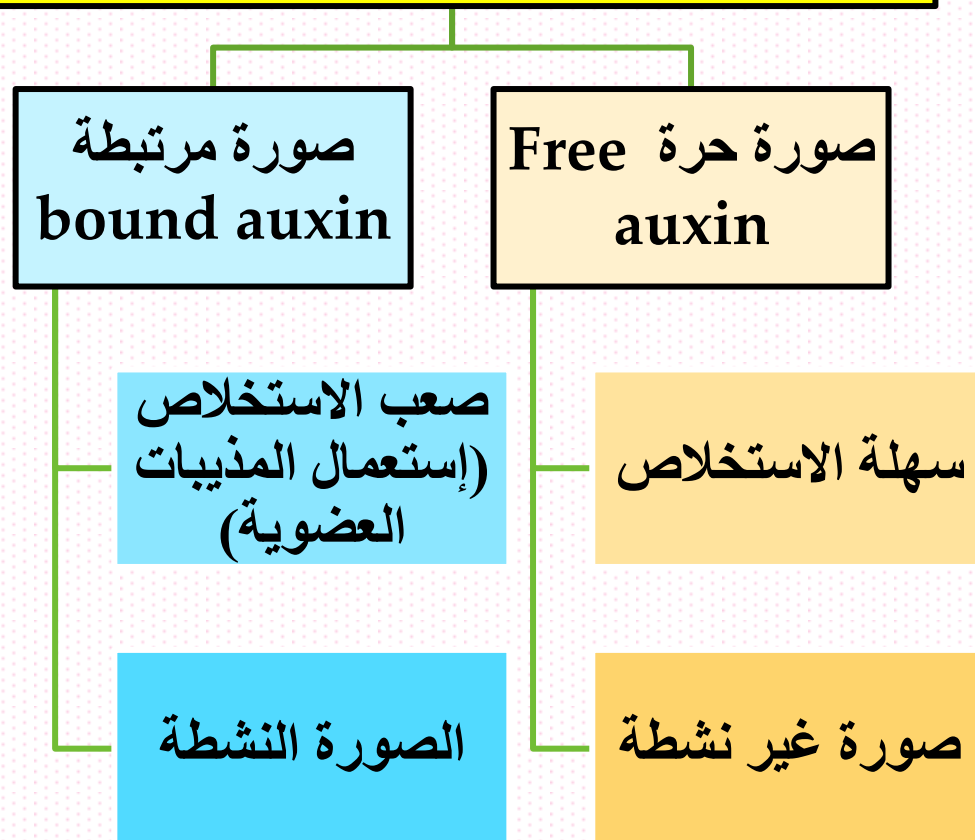 صورة حرة Free
auxin
سهلة الاستخلاص
صورة غير نشطة
صورة مرتبطة
bound auxin
صعب الاستخلاص
(إستعمال المذيبات
العضوية)
الصورة النشطة